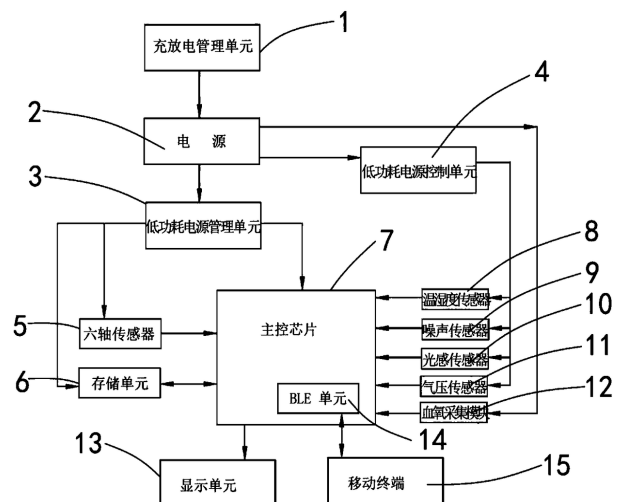 充放电管理单元
1
电 源
2
4
低功耗电源控制单元
3
低功耗电源管理单元
7
8
温湿度传感器
9
噪声传感器
10
光感传感器
11
气压传感器
12
血氧采集模块
主控芯片
5
六轴传感器
6
存储单元
BLE 单元
14
13
显示单元
移动终端
15